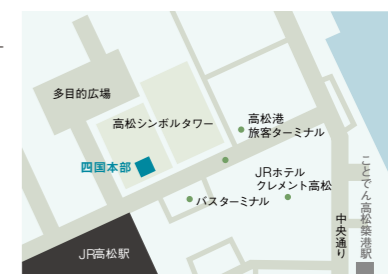 多目的広場
高松シンボルタワー
高松港
旅客ターミナル
四国本部
JRホテル
クレメント高松
バスターミナル
ことでん高松築港駅
中央通り
JR高松駅